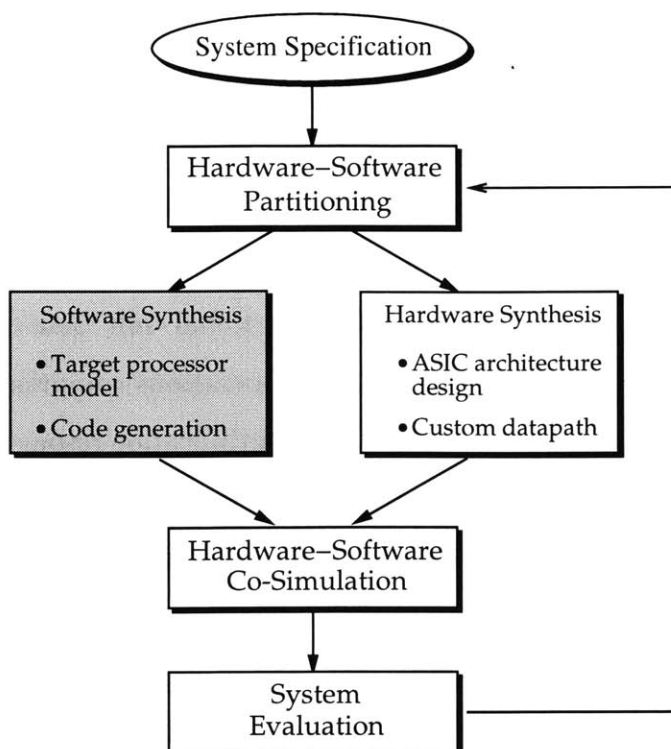 System Specification
Hardware–Software
Partitioning
Software Synthesis
• Target processor
model
• Code generation
Hardware Synthesis
• ASIC architecture
design
• Custom datapath
Hardware–Software
Co-Simulation
System
Evaluation